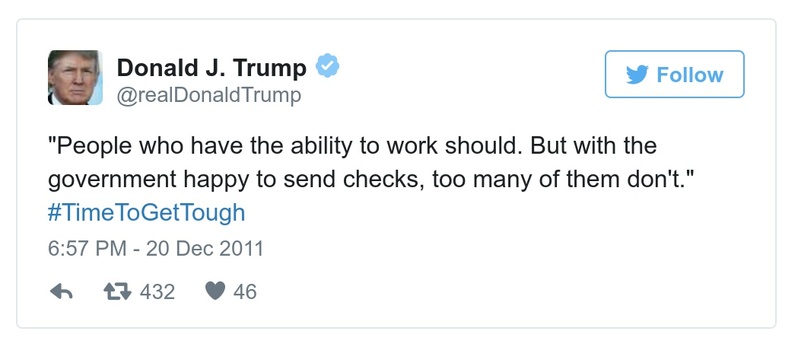 Donald J. Trump
@realDonaldTrump
Follow
"People who have the ability to work should. But with the
government happy to send checks, too many of them don't."
#TimeToGetTough
6:57 PM - 20 Dec 2011
432
46